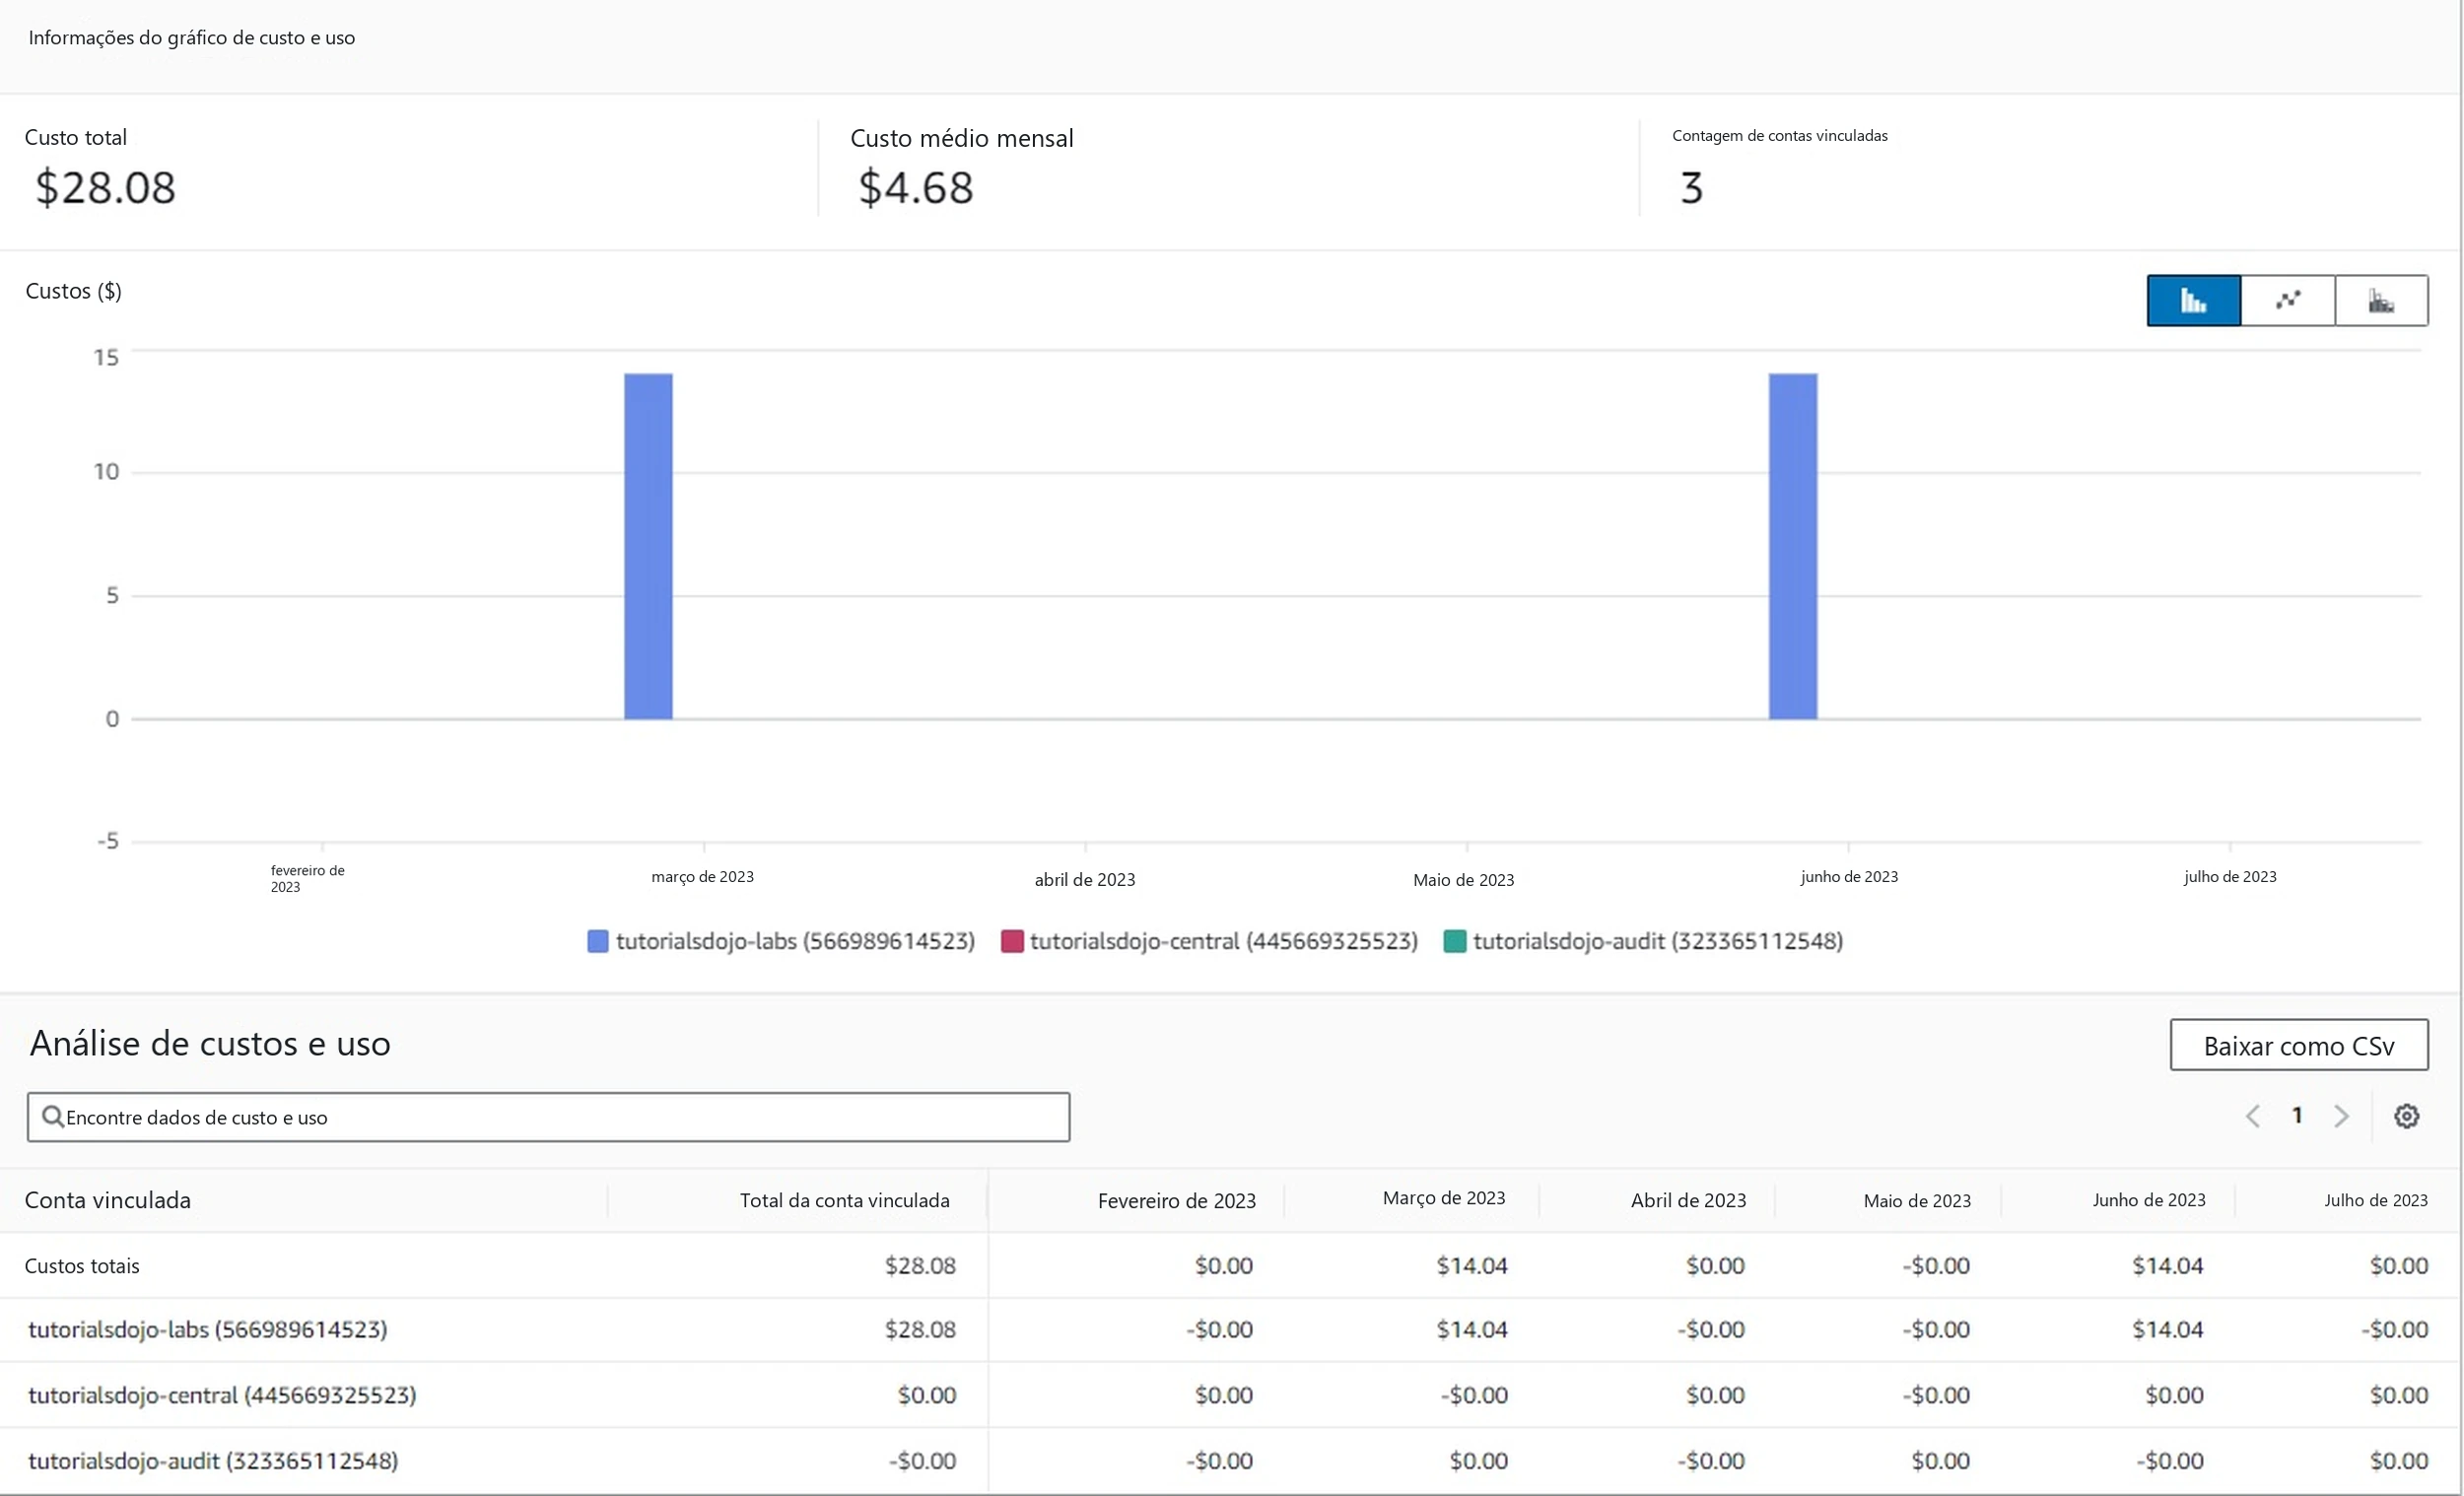 Informações do gráfico de custo e uso
Custo total
$28.08
Custo médio mensal
$4.68
Contagem de contas vinculadas
3
Custos ($)
15
10
5
0
-5
fevereiro de
2023
março de 2023
abril de 2023
Maio de 2023
junho de 2023
julho de 2023
tutorialsdojo-labs (566989614523)
tutorialsdojo-central (445669325523)
tutorialsdojo-audit (323365112548)
Análise de custos e uso
Baixar como CSv
Encontre dados de custo e uso
1
Conta vinculada Total da conta vinculada Fevereiro de 2023 Março de 2023 Abril de 2023 Maio de 2023 Junho de 2023 Julho de 2023
Custos totais $28.08 $0.00 $14.04 $0.00 -$0.00 $14.04 $0.00
tutorialsdojo-labs (566989614523) $28.08 -$0.00 $14.04 -$0.00 -$0.00 $14.04 -$0.00
tutorialsdojo-central (445669325523) $0.00 $0.00 -$0.00 $0.00 -$0.00 $0.00 $0.00
tutorialsdojo-audit (323365112548) -$0.00 -$0.00 $0.00 -$0.00 $0.00 -$0.00 $0.00